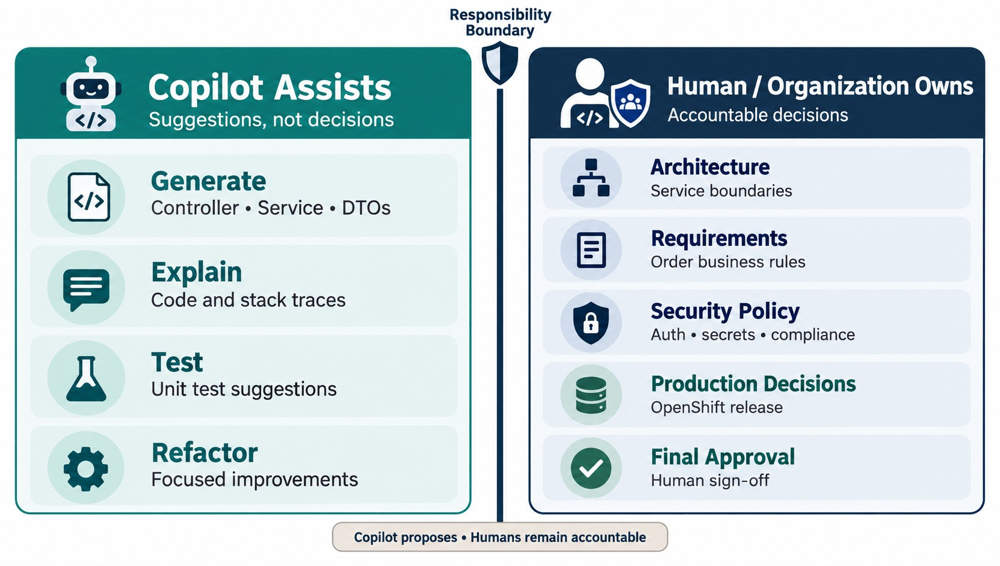 Responsibility
Boundary
Copilot Assists
Suggestions, not decisions
</>
Generate
Controller • Service • DTOs
</>
Explain
Code and stack traces
Test
Unit test suggestions
Refactor
Focused improvements
Human / Organization Owns
Accountable decisions
</>
Architecture
Service boundaries
Requirements
Order business rules
Security Policy
Auth • secrets • compliance
Production Decisions
OpenShift release
Final Approval
Human sign-off
Copilot proposes • Humans remain accountable